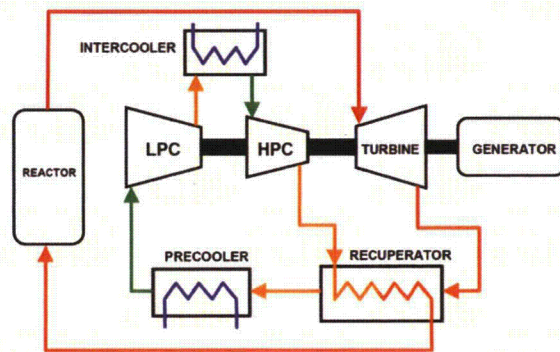 INTERCOOLER
LPC
HPC
TURBINE
GENERATOR
REACTOR
PRECOOLER
RECUPERATOR